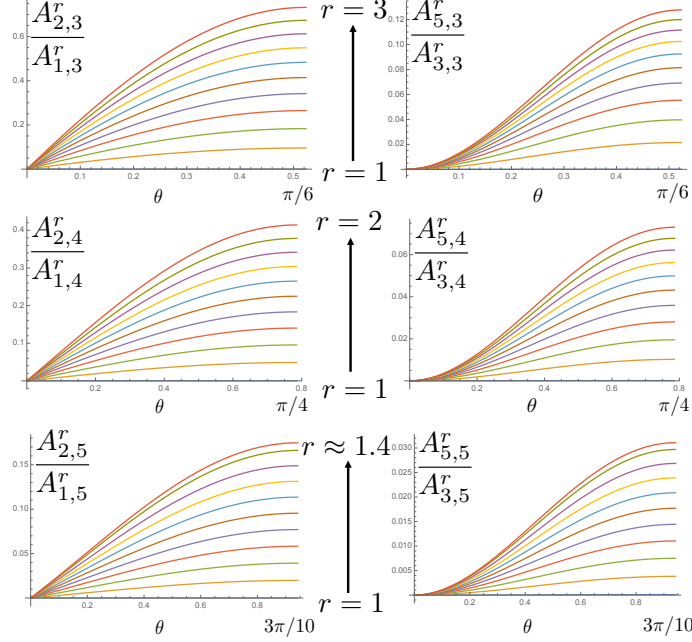 A^r_{2,3}
A^r_{1,3}
0.6
0.4
0.2
0.1 0.2 0.3 0.4 0.5
θ
π/6
r = 3
r = 1
A^r_{5,3}
A^r_{3,3}
0.12
0.10
0.08
0.06
0.04
0.02
0.1 0.2 0.3 0.4 0.5
θ
π/6
A^r_{2,4}
A^r_{1,4}
0.4
0.3
0.2
0.1
0.2 0.4 0.6 0.8
θ
π/4
r = 2
r = 1
A^r_{5,4}
A^r_{3,4}
0.06
0.04
0.02
0.2 0.4 0.6 0.8
θ
π/4
A^r_{2,5}
A^r_{1,5}
0.15
0.10
0.05
0.2 0.4 0.6 0.8
θ
3π/10
r ≈ 1.4
r = 1
A^r_{5,5}
A^r_{3,5}
0.030
0.025
0.020
0.015
0.010
0.005
0.2 0.4 0.6 0.8
θ
3π/10